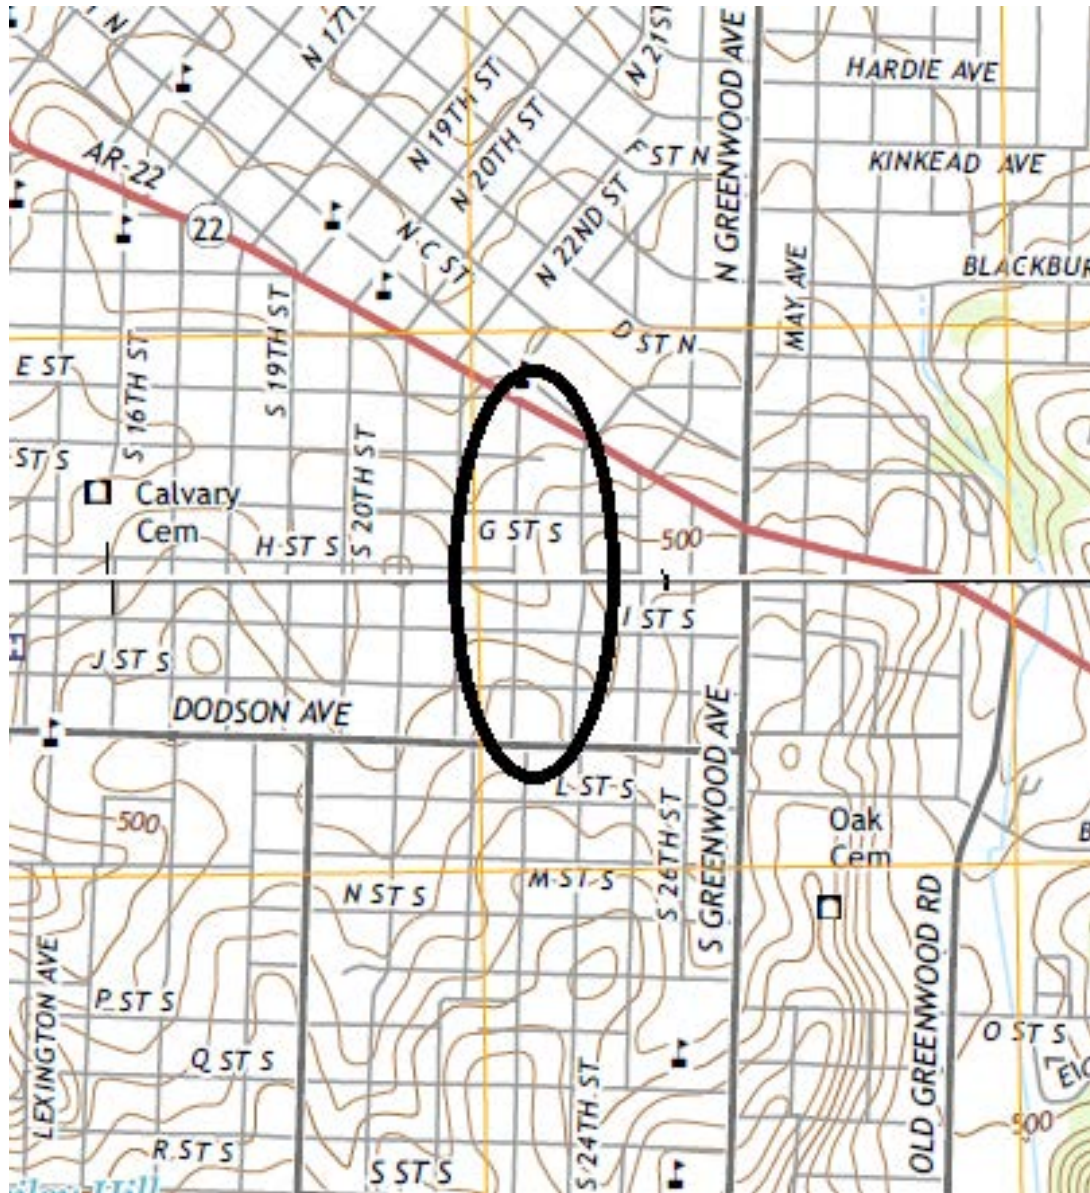 N 17T
N 21ST
N GREENWOOD AVE
HARDIE AVE
N 19TH ST
N 20TH ST
F ST N
KINKEAD AVE
AR-22
22
N C ST
N 22ND ST
BLACKBUR
MAY AVE
D ST N
E ST
S 16TH ST
S 19TH ST
ST S
S 20TH ST
Calvary
Cem
H ST S
G ST S
500
I ST S
J ST S
DODSON AVE
S GREENWOOD AVE
L ST S
500
S 26TH ST
Oak
Cem
N ST S
M ST S
OLD GREENWOOD RD
LEXINGTON AVE
P ST S
Q ST S
O ST S
S 24TH ST
500
R ST S
S ST S